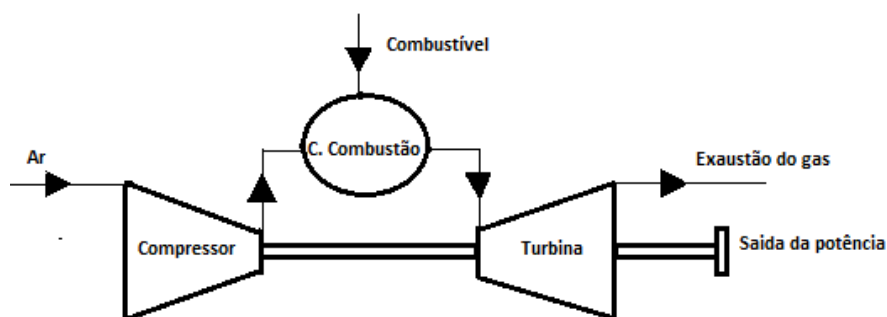 Combustível
C. Combustão
Ar
Exaustão do gas
Compressor
Turbina
Saida da potência